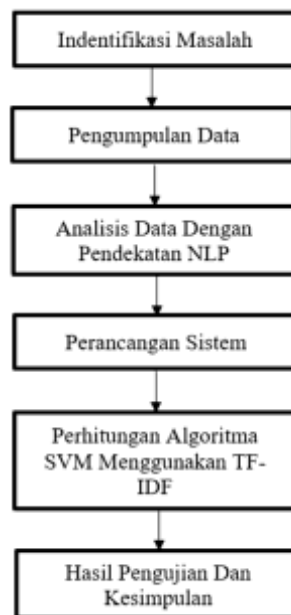 Indentifikasi Masalah
Pengumpulan Data
Analisis Data Dengan
Pendekatan NLP
Perancangan Sistem
Perhitungan Algoritma
SVM Menggunakan TF-
IDF
Hasil Pengujian Dan
Kesimpulan